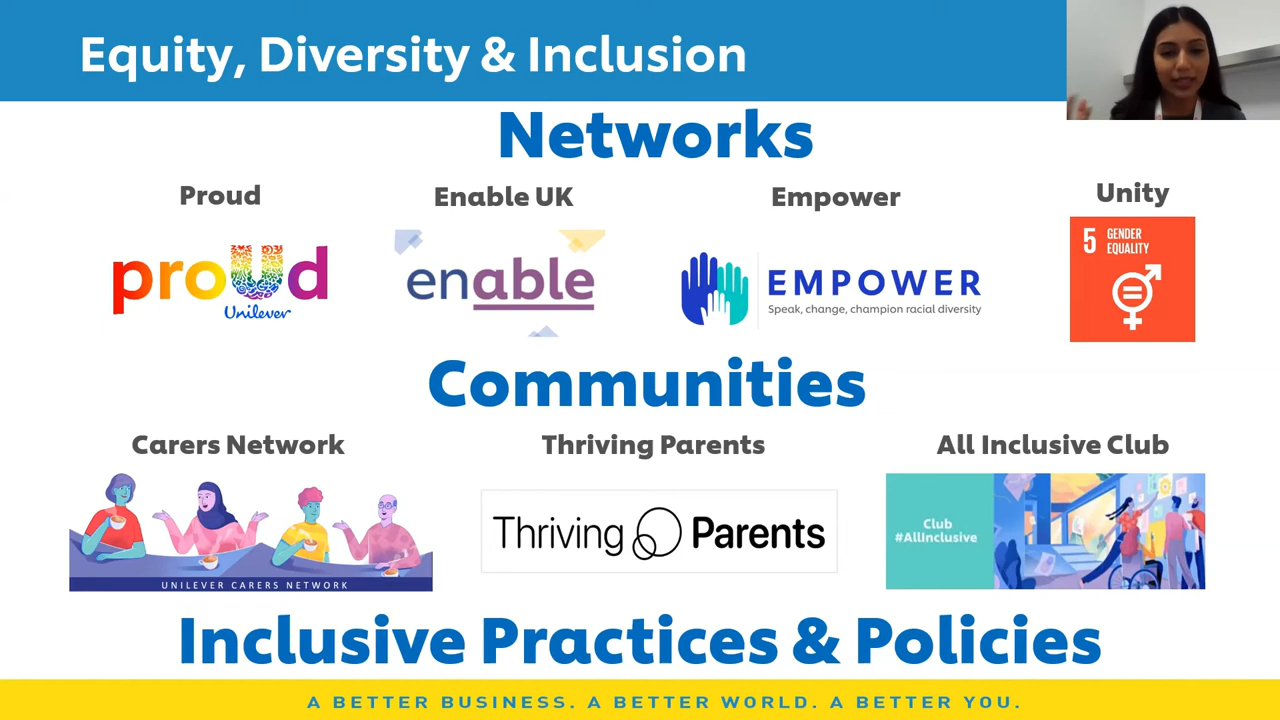 Equity, Diversity & Inclusion
Networks
Proud
Enable UK
Empower
Unity
proUd
Unilever
enable
EMPOWER
Speak, change, champion racial diversity
5 GENDER
EQUALITY
Communities
Carers Network
Thriving Parents
All Inclusive Club
UNILEVER CARERS NETWORK
Thriving Parents
Club
#AllInclusive
Inclusive Practices & Policies
A BETTER BUSINESS. A BETTER WORLD. A BETTER YOU.